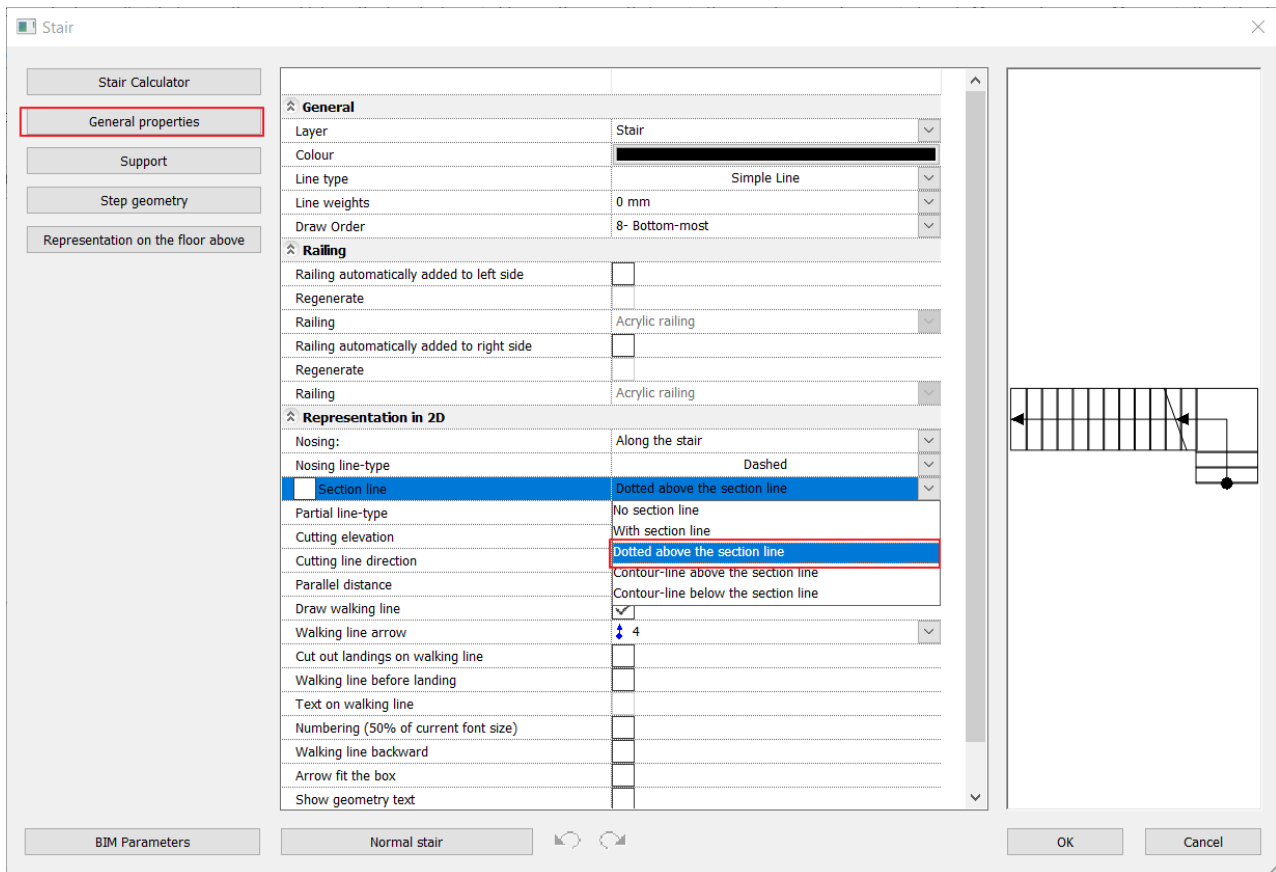 Stair
Stair Calculator
General properties
Support
Step geometry
Representation on the floor above
General
Layer Stair
Colour
Line type Simple Line
Line weights 0 mm
Draw Order 8- Bottom-most
Railing
Railing automatically added to left side
Regenerate
Railing Acrylic railing
Railing automatically added to right side
Regenerate
Railing Acrylic railing
Representation in 2D
Nosing: Along the stair
Nosing line-type Dashed
Section line Dotted above the section line
Partial line-type No section line
With section line
Cutting elevation
Dotted above the section line
Cutting line direction
Contour-line above the section line
Parallel distance
Contour-line below the section line
Draw walking line
Walking line arrow 4
Cut out landings on walking line
Walking line before landing
Text on walking line
Numbering (50% of current font size)
Walking line backward
Arrow fit the box
Show geometry text
BIM Parameters
Normal stair
OK
Cancel